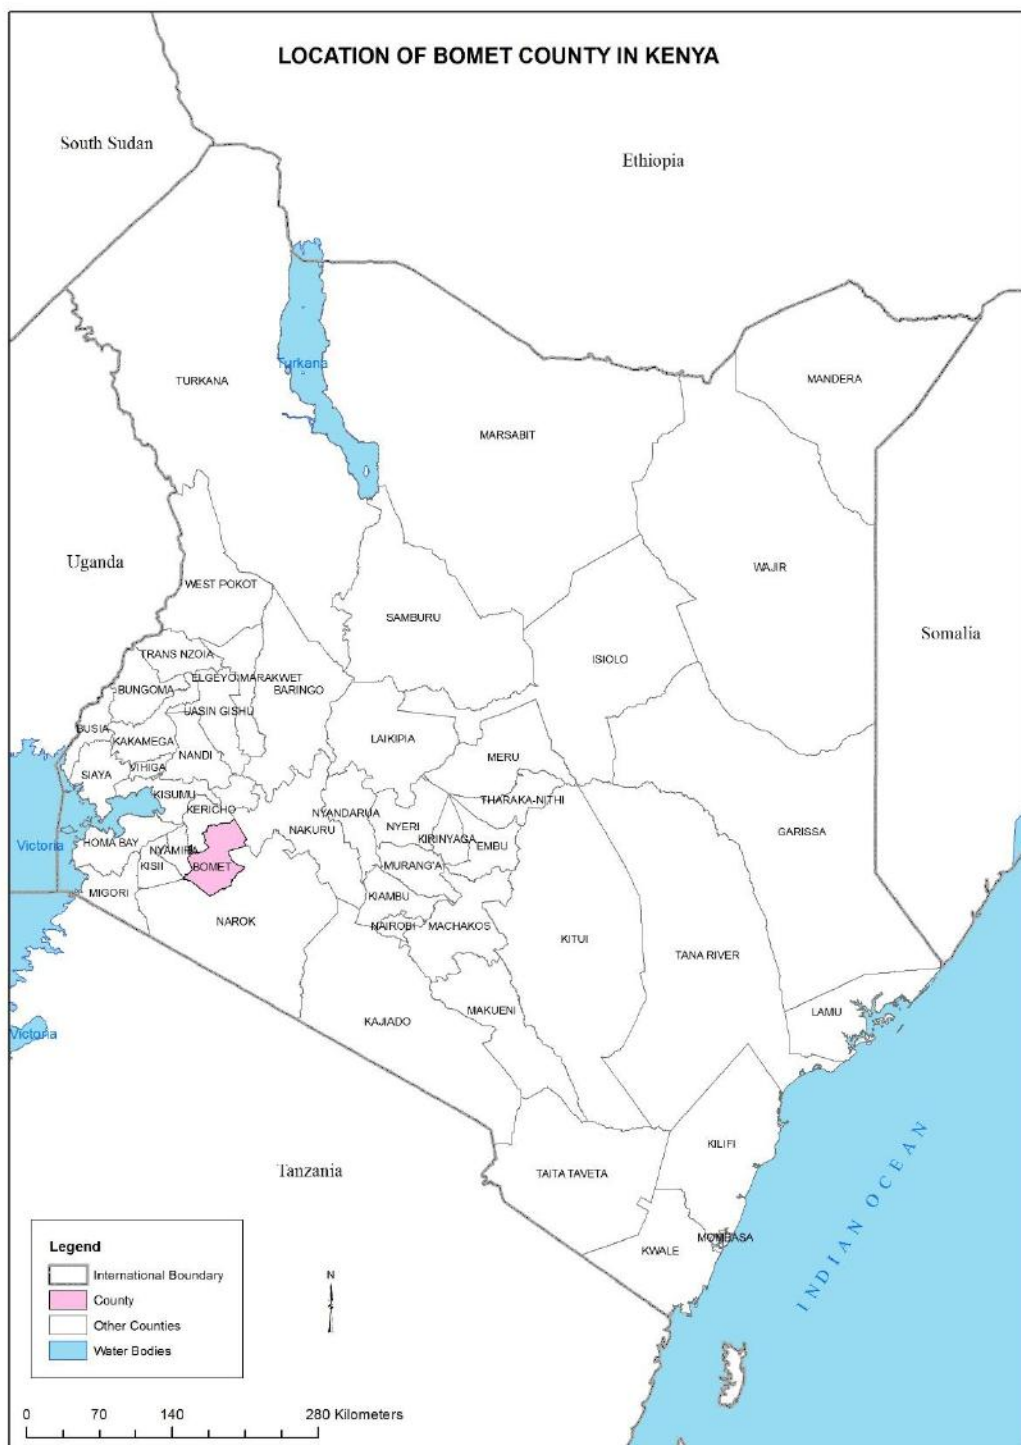 LOCATION OF BOMET COUNTY IN KENYA
South Sudan
Ethiopia
Turkana
TURKANA
MANDERA
MARSABIT
Uganda
WAJIR
WEST POKOT
SAMBURU
Somalia
TRANS NZOIA
ISIOLO
ELGEYO/MARAKWET
BUNGOMA
BARINGO
UASIN GISHU
BUSIA
KAKAMEGA
LAIKIPIA
NANDI
MERU
VIHIGA
SIAYA
KISUMU
THARAKA-NITHI
KERICHO
NYANDARUA
NAKURU
NYERI
GARISSA
KIRINYAGA
HOMA BAY
Victoria
EMBU
NYAMIRA
KISII
BOMET
MURANG'A
MIGORI
KIAMBU
NAROK
NAIROBI
MACHAKOS
KITUI
TANA RIVER
MAKUENI
LAMU
KAJIADO
Victoria
KILIFI
Tanzania
TAITA TAVETA
INDIAN OCEAN
MOMBASA
KWALE
Legend
International Boundary
County
Other Counties
Water Bodies
N
0 70 140 280 Kilometers